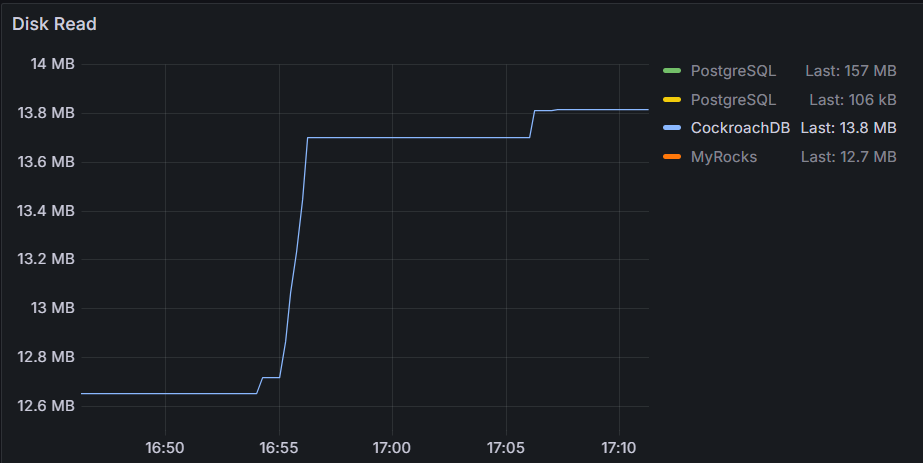 Disk Read
14 MB
13.8 MB
13.6 MB
13.4 MB
13.2 MB
13 MB
12.8 MB
12.6 MB
16:50 16:55 17:00 17:05 17:10
PostgreSQL Last: 157 MB
PostgreSQL Last: 106 kB
CockroachDB Last: 13.8 MB
MyRocks Last: 12.7 MB